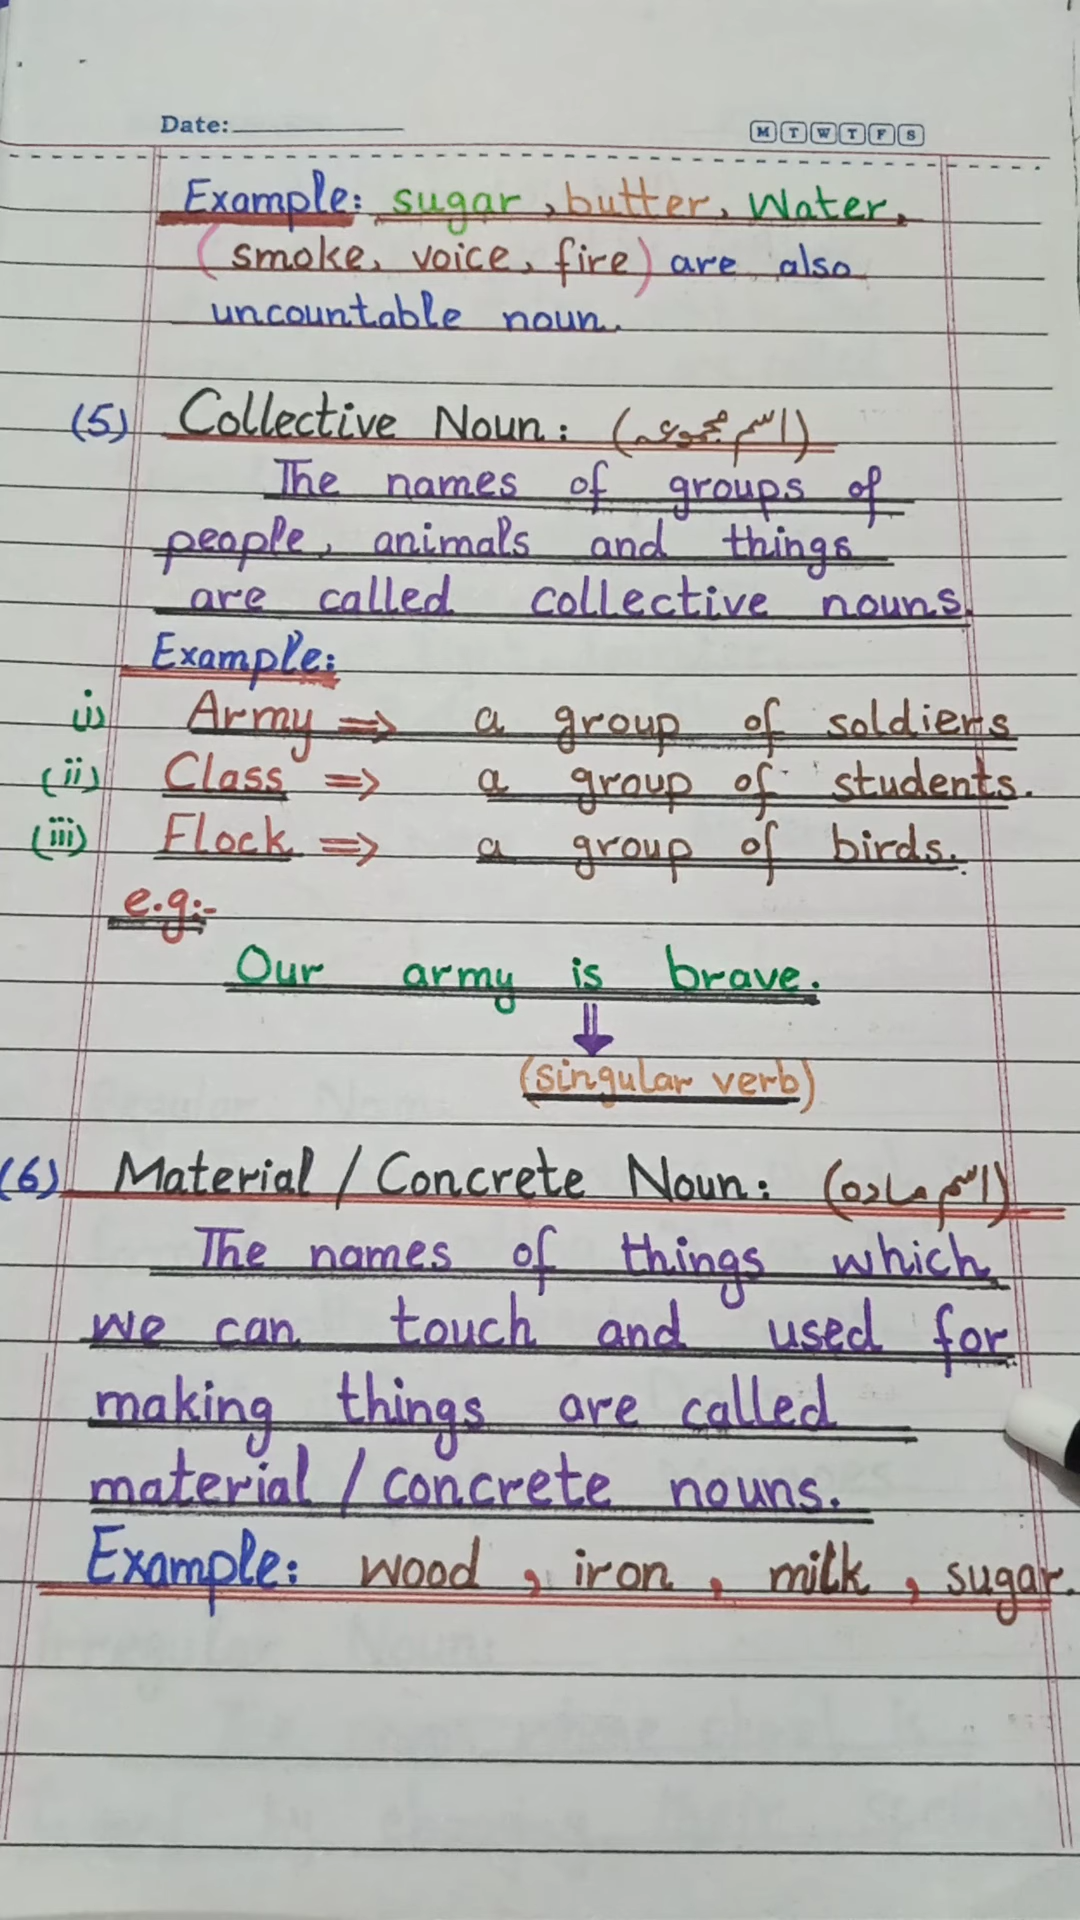 Date:
M T W T F S
Example: sugar, butter, Water,
(smoke, voice, fire) are also
uncountable noun.
(5) Collective Noun: (اسم مجموعہ)
The names of groups of
people, animals and things
are called collective nouns.
Example:
i) Army => a group of soldiers
(ii) Class => a group of students.
(iii) Flock => a group of birds.
e.g:-
Our army is brave.
(singular verb)
(6) Material / Concrete Noun: (اسم مادہ)
The names of things which
we can touch and used for
making things are called
material / concrete nouns.
Example: wood, iron, milk, sugar.